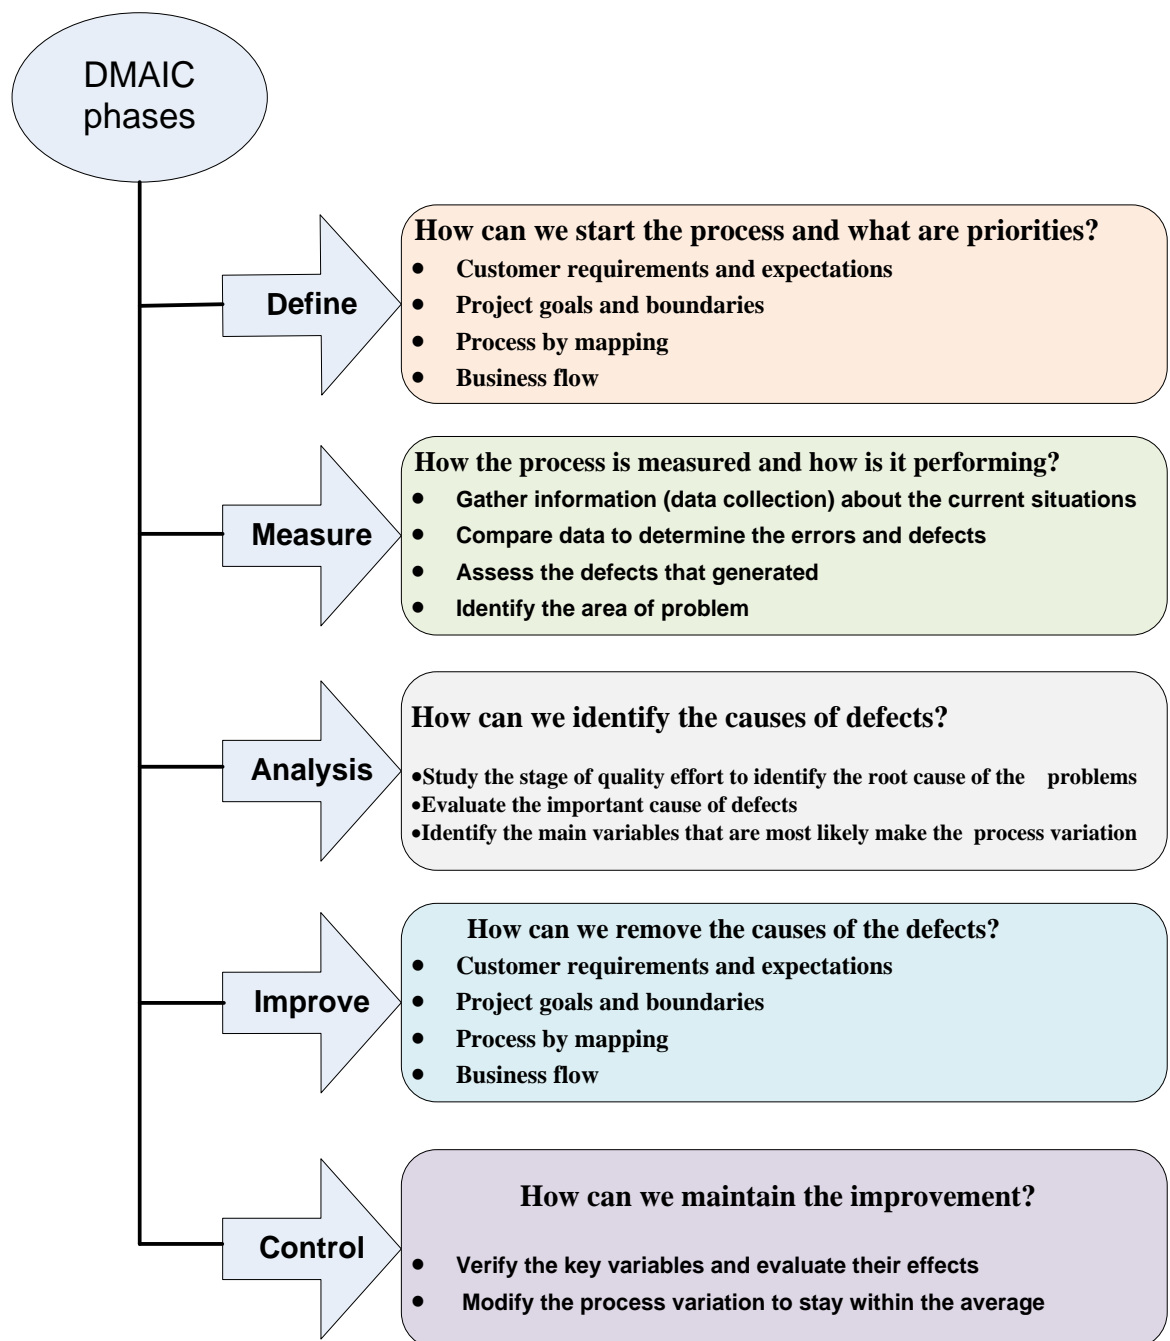 DMAIC
phases
Define
How can we start the process and what are priorities?
• Customer requirements and expectations
• Project goals and boundaries
• Process by mapping
• Business flow
Measure
How the process is measured and how is it performing?
• Gather information (data collection) about the current situations
• Compare data to determine the errors and defects
• Assess the defects that generated
• Identify the area of problem
Analysis
How can we identify the causes of defects?
•Study the stage of quality effort to identify the root cause of the problems
•Evaluate the important cause of defects
•Identify the main variables that are most likely make the process variation
Improve
How can we remove the causes of the defects?
• Customer requirements and expectations
• Project goals and boundaries
• Process by mapping
• Business flow
Control
How can we maintain the improvement?
• Verify the key variables and evaluate their effects
• Modify the process variation to stay within the average